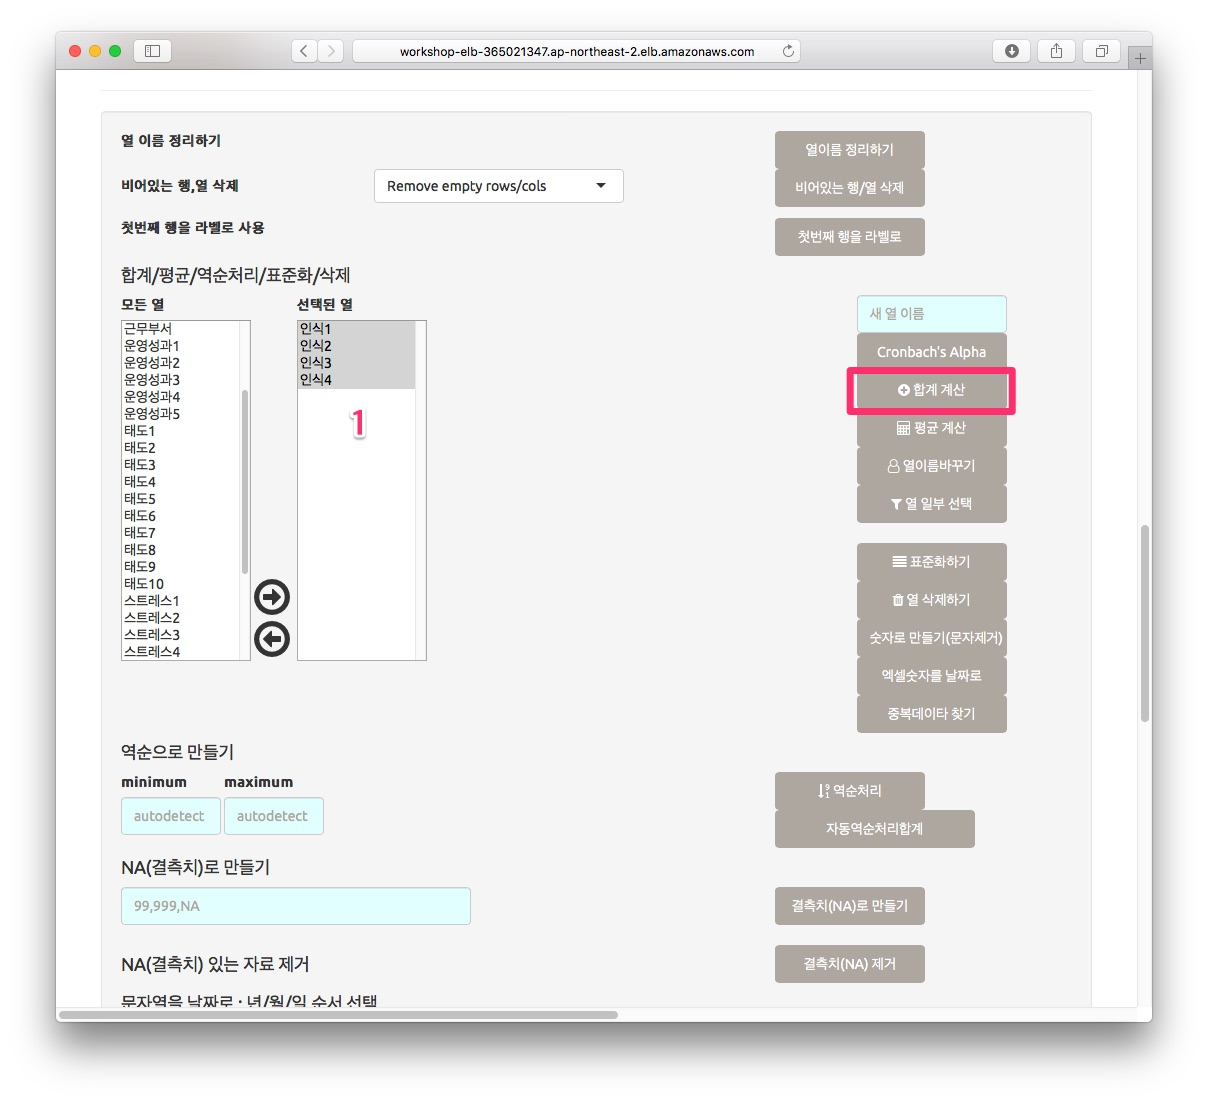 workshop-elb-365021347.ap-northeast-2.elb.amazonaws.com
열 이름 정리하기
열이름 정리하기
비어있는 행,열 삭제
Remove empty rows/cols
비어있는 행/열 삭제
첫번째 행을 라벨로 사용
첫번째 행을 라벨로
합계/평균/역순처리/표준화/삭제
모든 열
근무부서
운영성과1
운영성과2
운영성과3
운영성과4
운영성과5
태도1
태도2
태도3
태도4
태도5
태도6
태도7
태도8
태도9
태도10
스트레스1
스트레스2
스트레스3
스트레스4
선택된 열
인식1
인식2
인식3
인식4
1
새 열 이름
Cronbach's Alpha
합계 계산
평균 계산
열이름바꾸기
열 일부 선택
표준화하기
열 삭제하기
숫자로 만들기(문자제거)
엑셀숫자를 날짜로
중복데이타 찾기
역순으로 만들기
minimum maximum
autodetect autodetect
역순처리
자동역순처리합계
NA(결측치)로 만들기
99,999,NA
결측치(NA)로 만들기
NA(결측치) 있는 자료 제거
결측치(NA) 제거
문자열을 날짜로 : 년/월/일 순서 선택